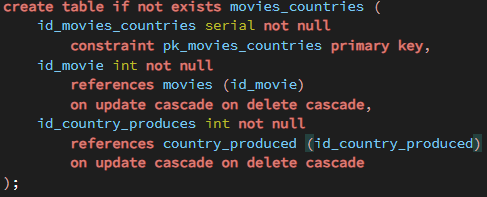 create table if not exists movies_countries (
id_movies_countries serial not null
constraint pk_movies_countries primary key,
id_movie int not null
references movies (id_movie)
on update cascade on delete cascade,
id_country_produces int not null
references country_produced (id_country_produced)
on update cascade on delete cascade
);